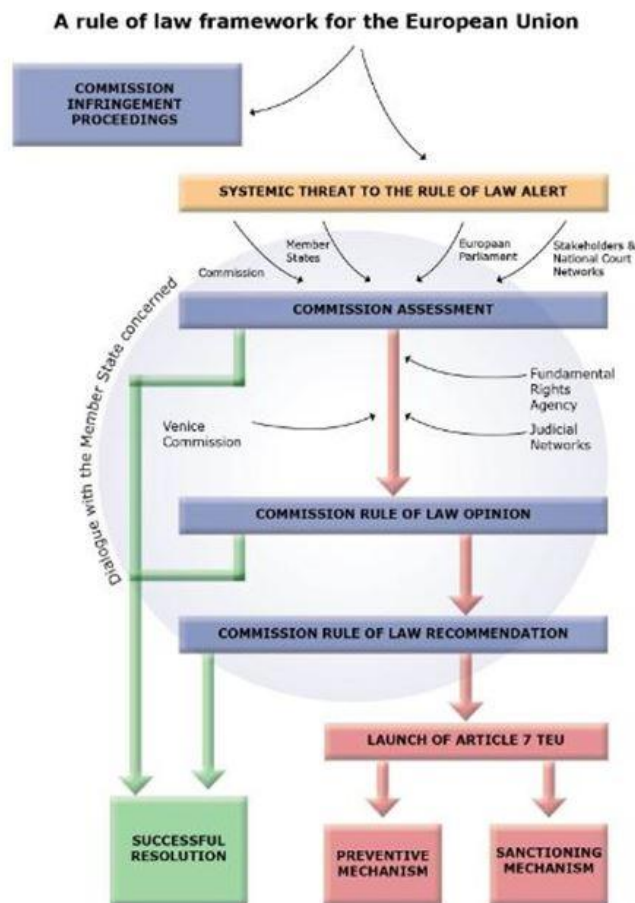 A rule of law framework for the European Union
COMMISSION
INFRINGEMENT
PROCEEDINGS
SYSTEMIC THREAT TO THE RULE OF LAW ALERT
Commission
Member
States
European
Parliament
Stakeholders &
National Court
Networks
Dialogue with the Member State concerned
COMMISSION ASSESSMENT
Fundamental
Rights
Agency
Venice
Commission
Judicial
Networks
COMMISSION RULE OF LAW OPINION
COMMISSION RULE OF LAW RECOMMENDATION
LAUNCH OF ARTICLE 7 TEU
SUCCESSFUL
RESOLUTION
PREVENTIVE
MECHANISM
SANCTIONING
MECHANISM